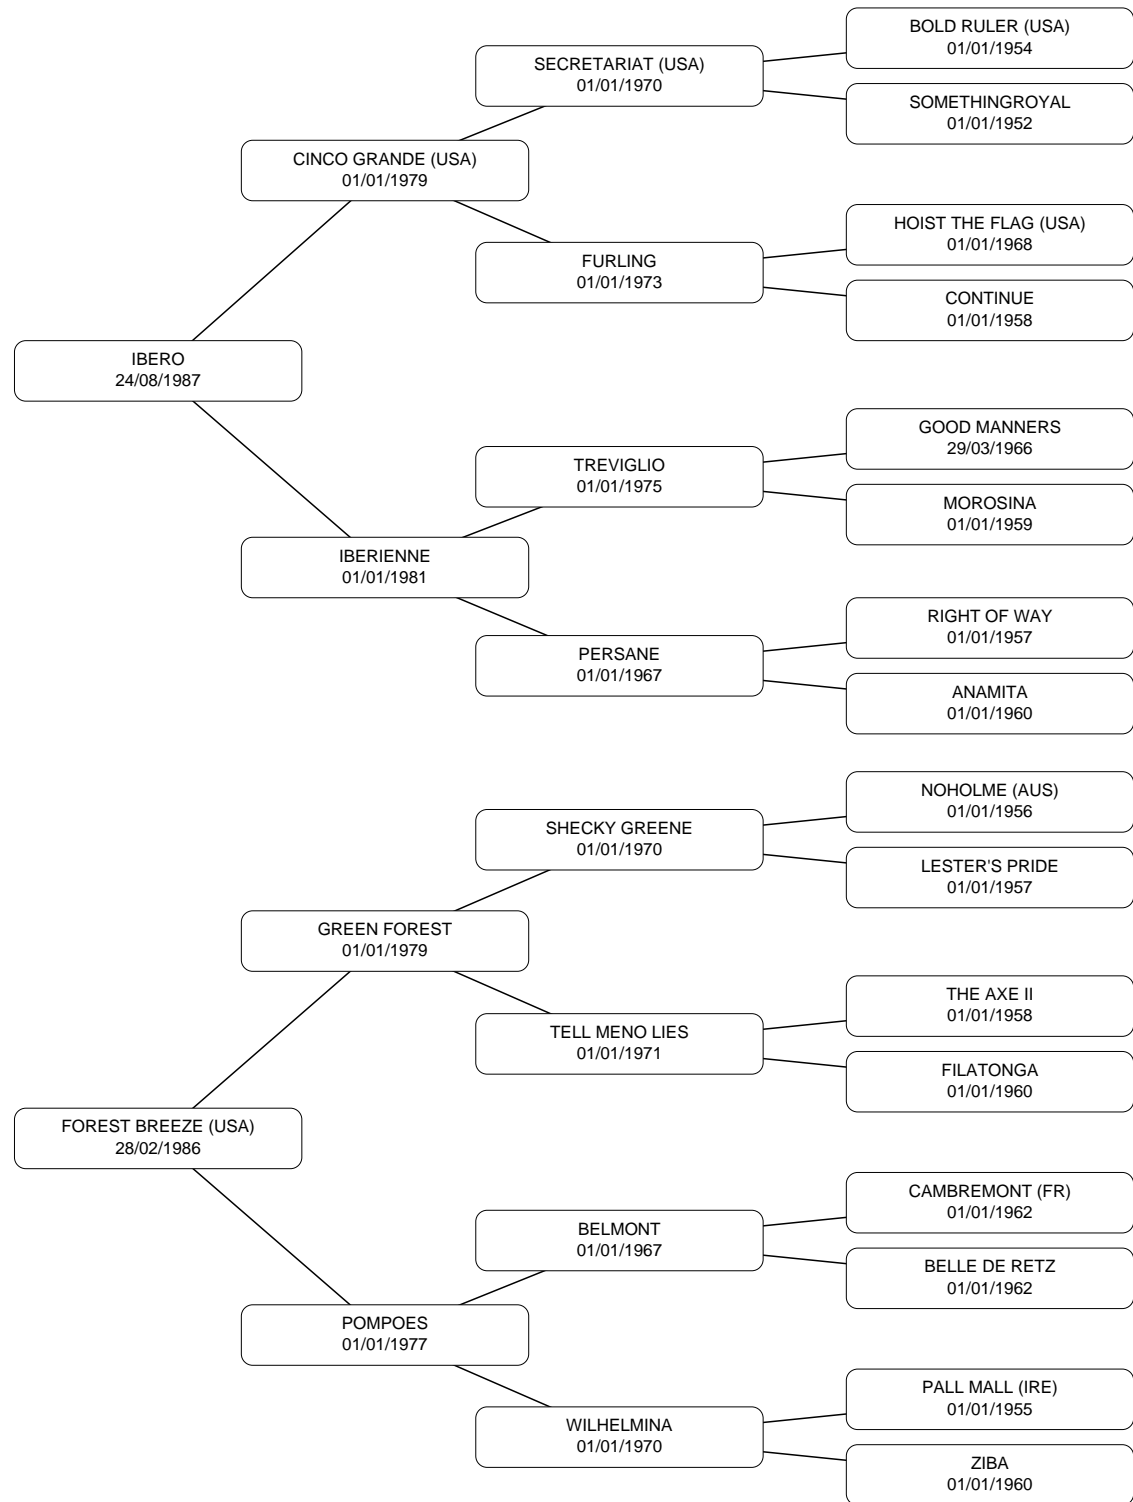 BOLD RULER (USA)
01/01/1954
SECRETARIAT (USA)
01/01/1970
SOMETHINGROYAL
01/01/1952
CINCO GRANDE (USA)
01/01/1979
HOIST THE FLAG (USA)
01/01/1968
FURLING
01/01/1973
CONTINUE
01/01/1958
IBERO
24/08/1987
GOOD MANNERS
29/03/1966
TREVIGLIO
01/01/1975
MOROSINA
01/01/1959
IBERIENNE
01/01/1981
RIGHT OF WAY
01/01/1957
PERSANE
01/01/1967
ANAMITA
01/01/1960
NOHOLME (AUS)
01/01/1956
SHECKY GREENE
01/01/1970
LESTER'S PRIDE
01/01/1957
GREEN FOREST
01/01/1979
THE AXE II
01/01/1958
TELL MENO LIES
01/01/1971
FILATONGA
01/01/1960
FOREST BREEZE (USA)
28/02/1986
CAMBREMONT (FR)
01/01/1962
BELMONT
01/01/1967
BELLE DE RETZ
01/01/1962
POMPOES
01/01/1977
PALL MALL (IRE)
01/01/1955
WILHELMINA
01/01/1970
ZIBA
01/01/1960